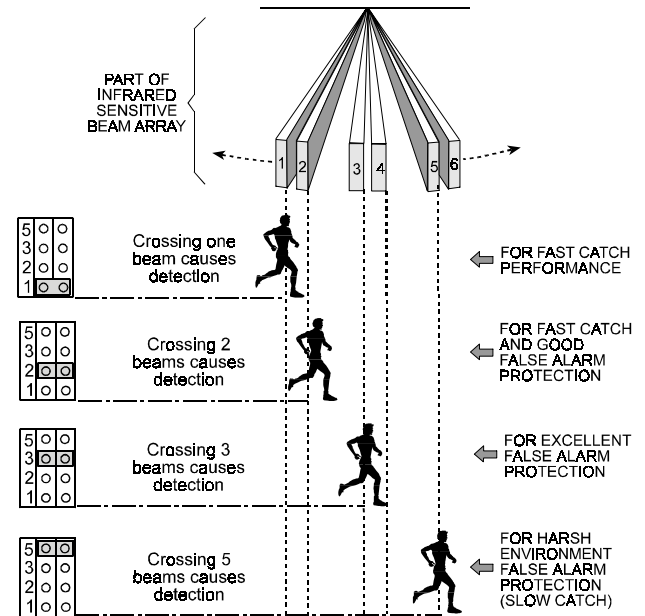 PART OF
INFRARED
SENSITIVE
BEAM ARRAY
1 2 3 4 5 6
5
3
2
1
Crossing one
beam causes
detection
FOR FAST CATCH
PERFORMANCE
5
3
2
1
Crossing 2
beams causes
detection
FOR FAST CATCH
AND GOOD
FALSE ALARM
PROTECTION
5
3
2
1
Crossing 3
beams causes
detection
FOR EXCELLENT
FALSE ALARM
PROTECTION
5
3
2
1
Crossing 5
beams causes
detection
FOR HARSH
ENVIRONMENT
FALSE ALARM
PROTECTION
(SLOW CATCH)